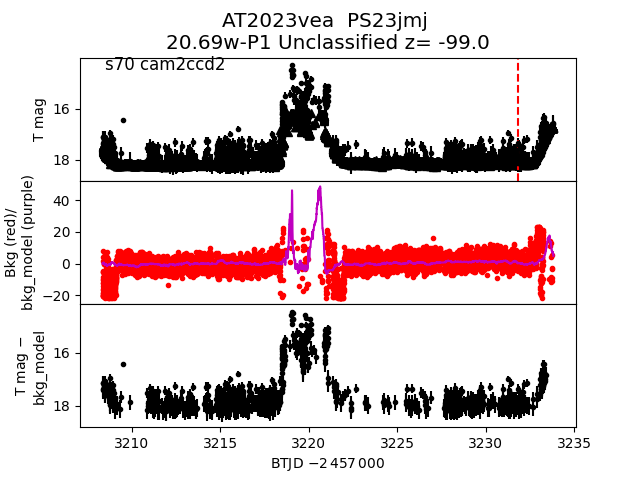 AT2023vea  PS23jmj
20.69w-P1 Unclassified z= -99.0
s70 cam2ccd2
T mag
16
18
Bkg (red)/
bkg_model (purple)
40
20
0
−20
T mag −
bkg_model
16
18
3210 3215 3220 3225 3230 3235
BTJD −2 457 000